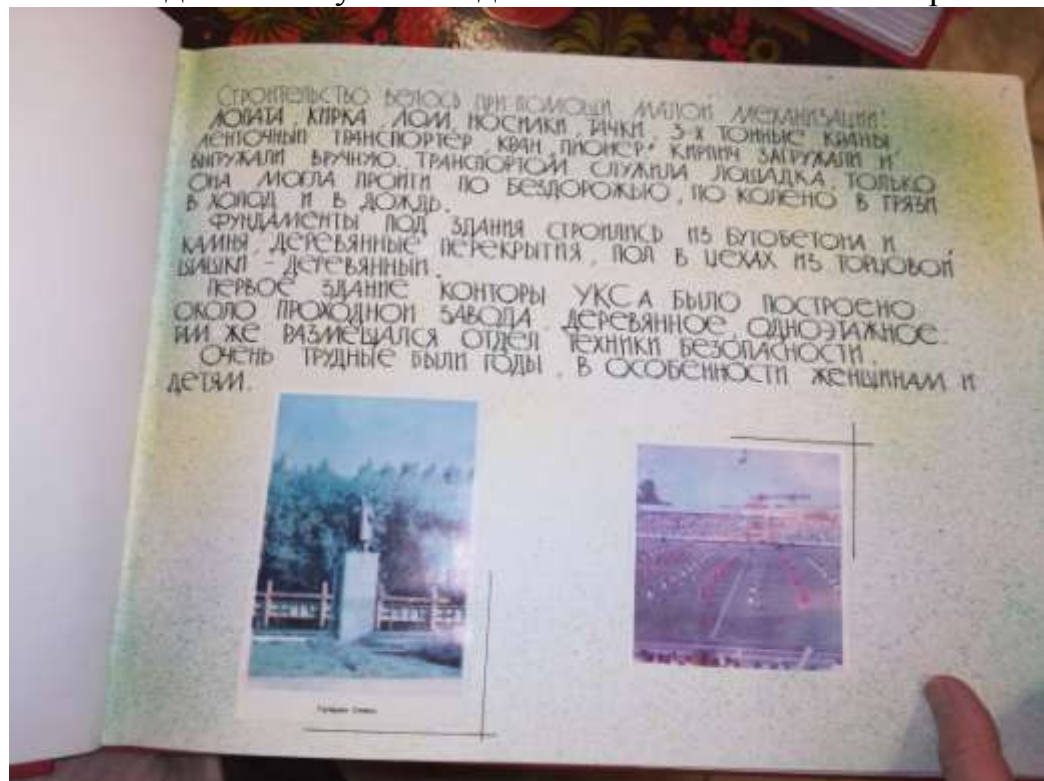 СТРОИТЕЛЬСТВО ВЕЛОСЬ ПРИ ПОМОЩИ МАЛОЙ МЕХАНИЗАЦИИ:
ЛОПАТА, КИРКА, ЛОМ, НОСИЛКИ, ТАЧКИ, 3-Х ТОННЫЕ КРАНЫ,
ЛЕНТОЧНЫЙ ТРАНСПОРТЕР, КРАН „ПИОНЕР“ КИРПИЧ ЗАГРУЖАЛИ И
ВЫГРУЖАЛИ ВРУЧНУЮ. ТРАНСПОРТОМ СЛУЖИЛА ЛОШАДКА, ТОЛЬКО
ОНА МОГЛА ПРОЙТИ ПО БЕЗДОРОЖЬЮ, ПО КОЛЕНО В ГРЯЗИ
В ХОЛОД И В ДОЖДЬ.
ФУНДАМЕНТЫ ПОД ЗДАНИЯ СТРОИЛИСЬ ИЗ БУТОБЕТОНА И
КАМНЯ, ДЕРЕВЯННЫЕ ПЕРЕКРЫТИЯ, ПОЛ В ЦЕХАХ ИЗ ТОРЦОВОЙ
ШАШКИ - ДЕРЕВЯННЫЙ.
ПЕРВОЕ ЗДАНИЕ КОНТОРЫ УКСА БЫЛО ПОСТРОЕНО
ОКОЛО ПРОХОДНОЙ ЗАВОДА, ДЕРЕВЯННОЕ ОДНОЭТАЖНОЕ.
ТАМ ЖЕ РАЗМЕЩАЛСЯ ОТДЕЛ ТЕХНИКИ БЕЗОПАСНОСТИ.
ОЧЕНЬ ТРУДНЫЕ БЫЛИ ГОДЫ, В ОСОБЕННОСТИ ЖЕНЩИНАМ И
ДЕТЯМ.